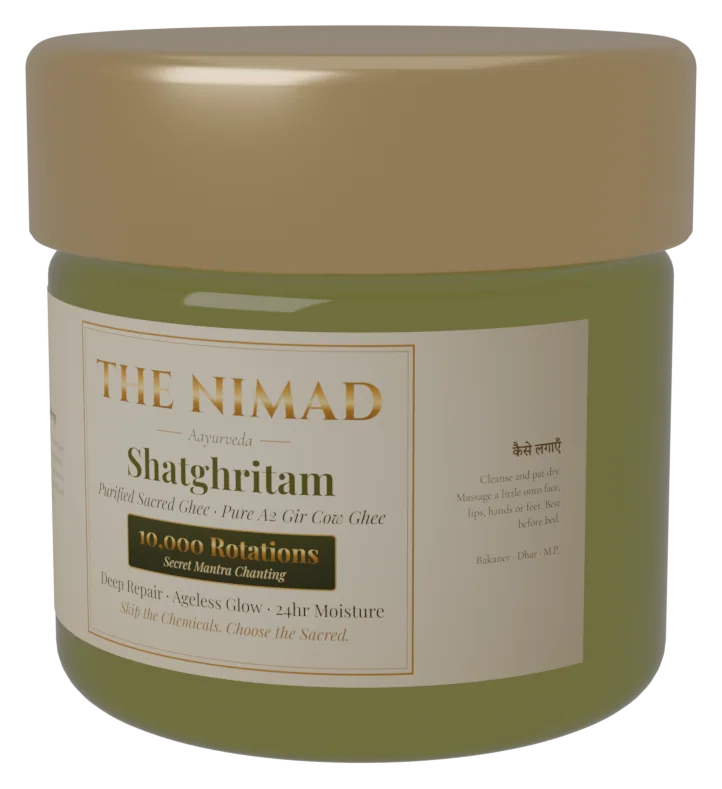 THE NIMAD
Aayurveda
Shatghritam
Purified Sacred Ghee · Pure A2 Gir Cow Ghee
10,000 Rotations
Secret Mantra Chanting
Deep Repair · Ageless Glow · 24hr Moisture
Skip the Chemicals. Choose the Sacred.
कैसे लगाएँ
Cleanse and pat dry.
Massage a little onto face,
lips, hands or feet. Best
before bed.
Bakaner · Dhar · M.P.